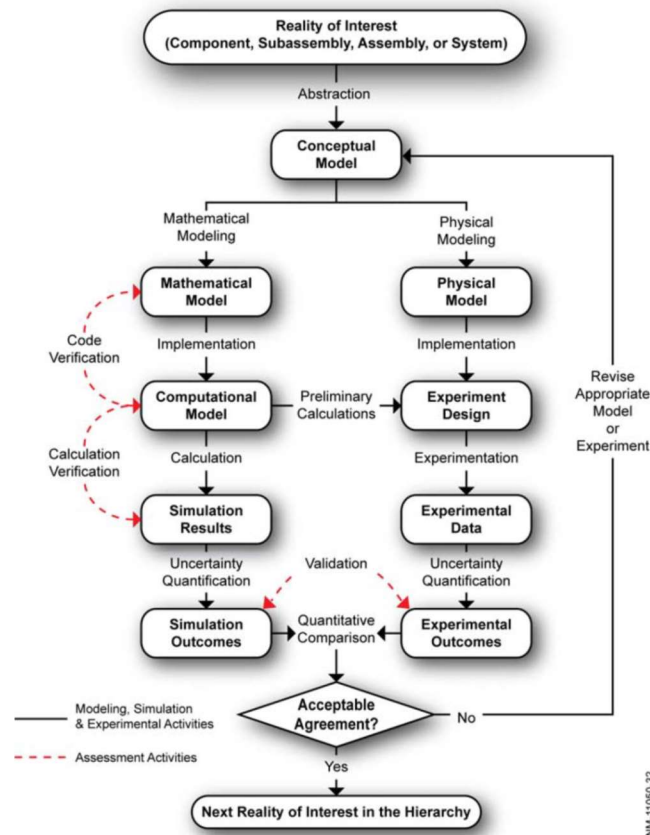 Reality of Interest
(Component, Subassembly, Assembly, or System)
Abstraction
Conceptual
Model
Mathematical
Modeling
Physical
Modeling
Mathematical
Model
Physical
Model
Code
Verification
Implementation
Implementation
Computational
Model
Preliminary
Calculations
Experiment
Design
Revise
Appropriate
Model
or
Experiment
Calculation
Verification
Calculation
Experimentation
Simulation
Results
Experimental
Data
Uncertainty
Quantification
Validation
Uncertainty
Quantification
Simulation
Outcomes
Quantitative
Comparison
Experimental
Outcomes
Modeling, Simulation
& Experimental Activities
Acceptable
Agreement?
No
Assessment Activities
Yes
Next Reality of Interest in the Hierarchy